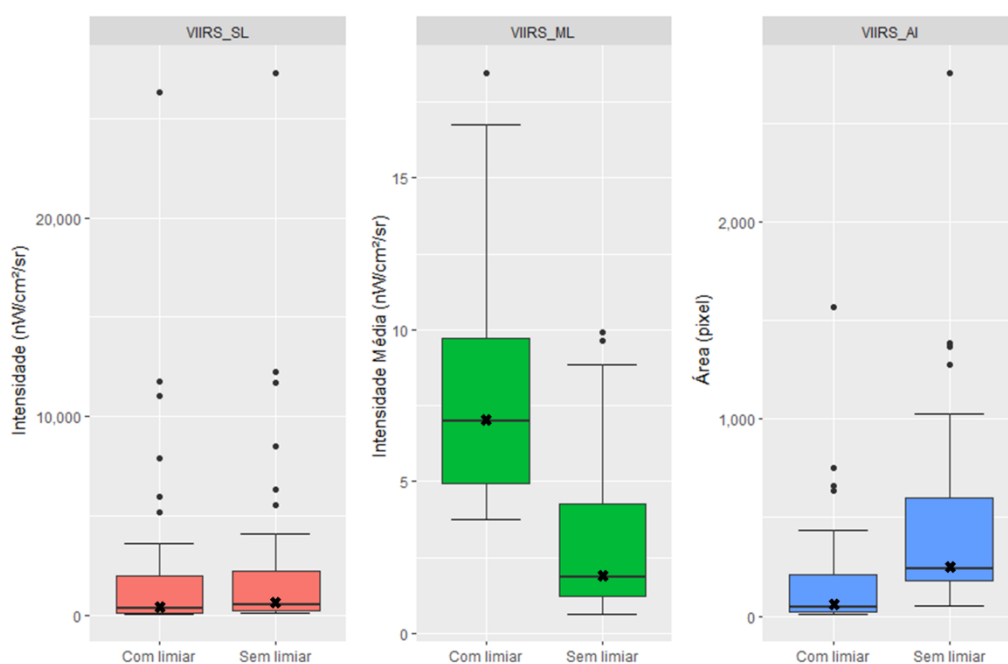 VIIRS_SL
VIIRS_ML
VIIRS_AI
Intensidade (nW/cm²/sr)
20,000
10,000
0
Com limiar
Sem limiar
Intensidade Média (nW/cm²/sr)
15
10
5
0
Com limiar
Sem limiar
Área (pixel)
2,000
1,000
0
Com limiar
Sem limiar